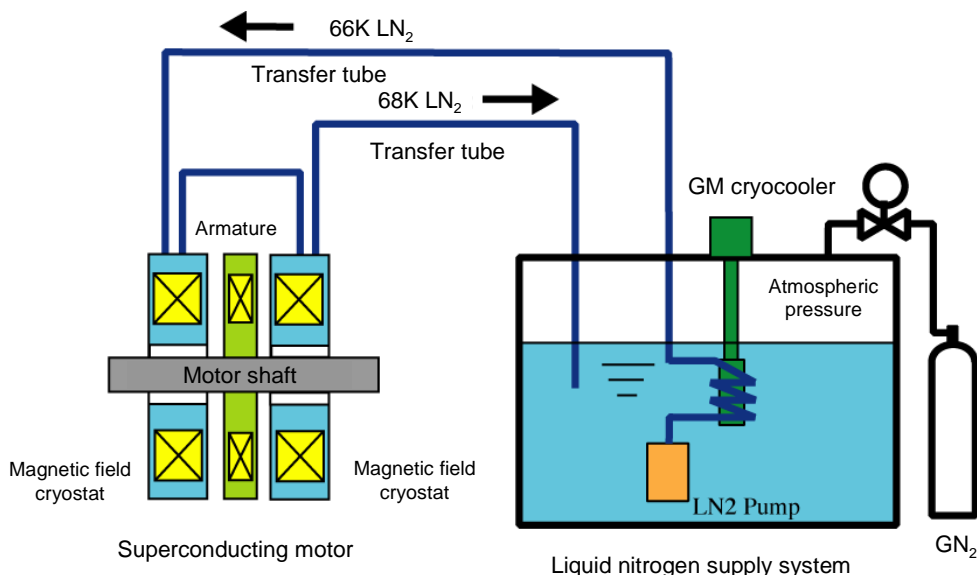 66K LN₂
Transfer tube
68K LN₂
Transfer tube
GM cryocooler
Armature
Atmospheric
pressure
Motor shaft
Magnetic field
cryostat
Magnetic field
cryostat
LN2 Pump
Superconducting motor
Liquid nitrogen supply system
GN₂